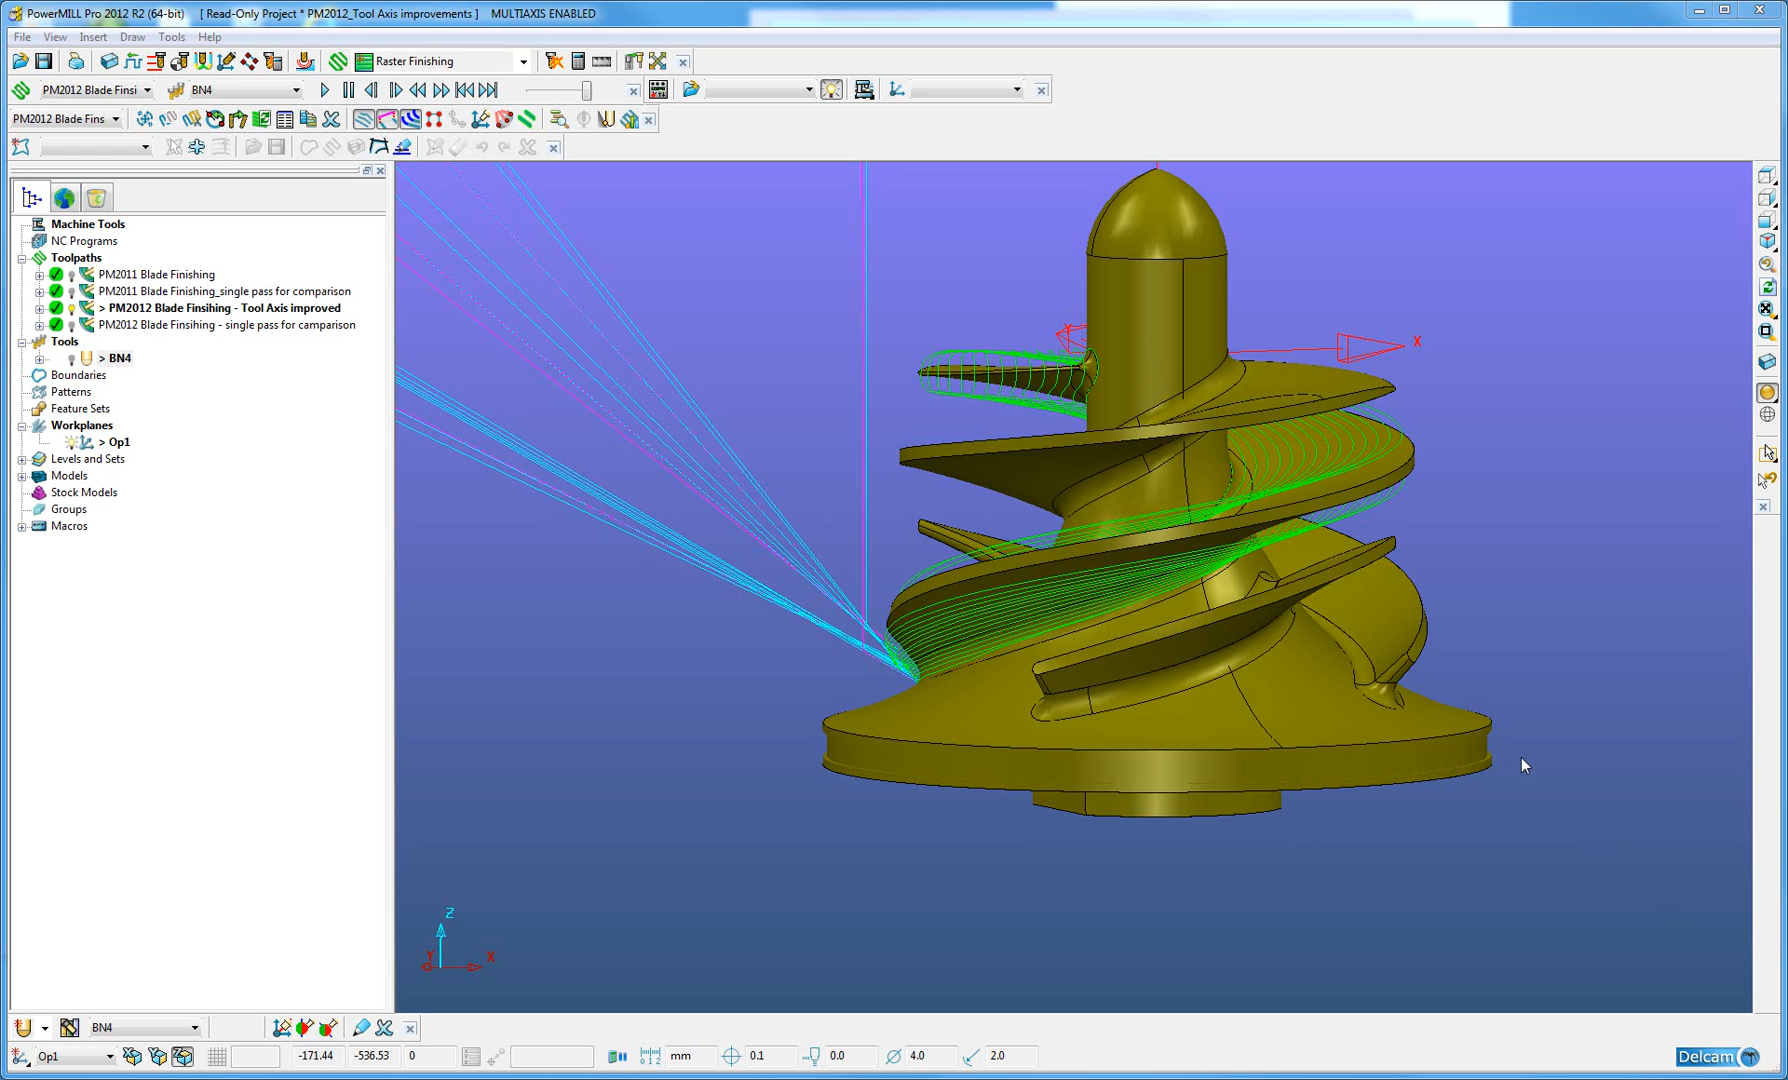 PowerMILL Pro 2012 R2 (64-bit) [ Read-Only Project * PM2012_Tool Axis improvements ] MULTIAXIS ENABLED
File View Insert Draw Tools Help
Raster Finishing
PM2012 Blade Finsi BN4
PM2012 Blade Fins
Machine Tools
NC Programs
Toolpaths
PM2011 Blade Finishing
PM2011 Blade Finishing_single pass for comparison
> PM2012 Blade Finsihing - Tool Axis improved
PM2012 Blade Finsihing - single pass for camparison
Tools
> BN4
Boundaries
Patterns
Feature Sets
Workplanes
> Op1
Levels and Sets
Models
Stock Models
Groups
Macros
Y X
Z
Y X
BN4
Op1 -171.44 -536.53 0 mm 0.1 0.0 4.0 2.0 Delcam